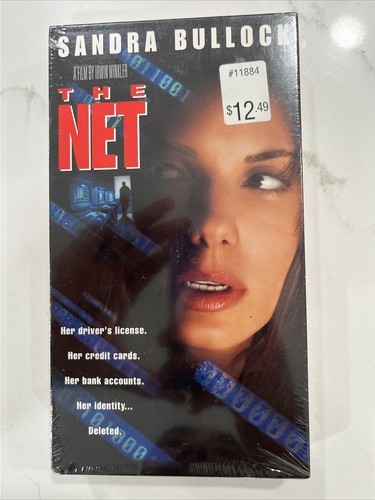 SANDRA BULLOCK
A FILM BY IRWIN WINKLER
#11884
$12.49
THE
NET
Her driver's license.
Her credit cards.
Her bank accounts.
Her identity...
Deleted.